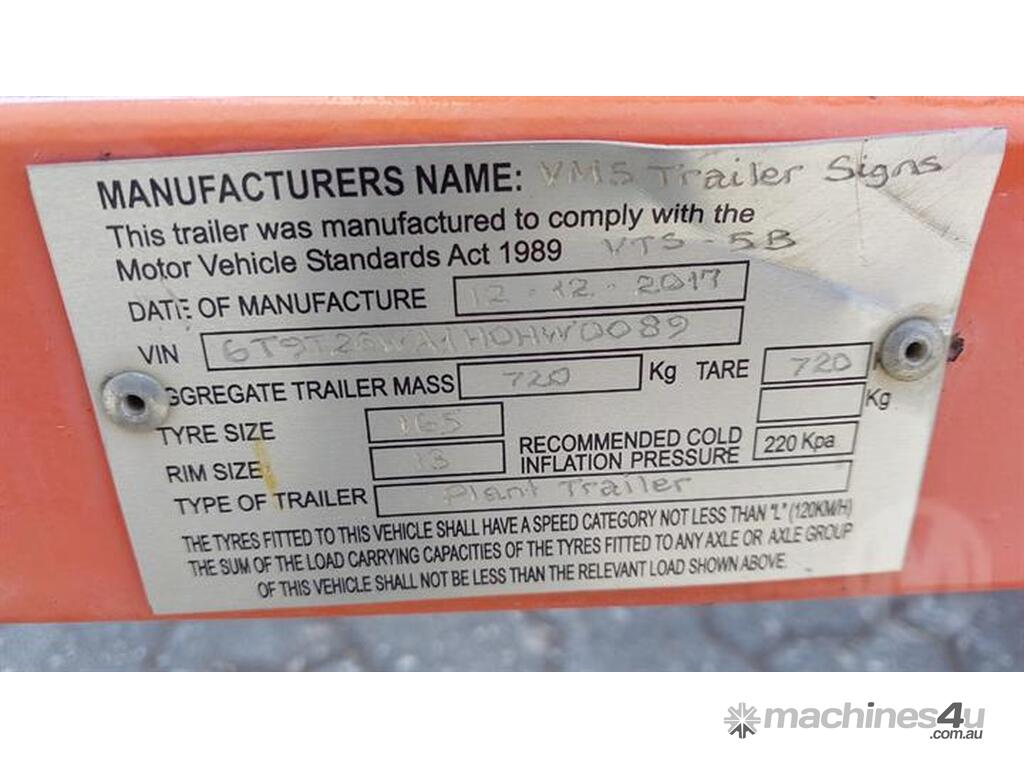 MANUFACTURERS NAME: VMS Trailer Signs
This trailer was manufactured to comply with the
Motor Vehicle Standards Act 1989 VTS - 5B
DATE OF MANUFACTURE 12 - 12 - 2017
VIN
AGGREGATE TRAILER MASS 720 Kg TARE 720
Kg
TYRE SIZE 165
RIM SIZE 13 RECOMMENDED COLD INFLATION PRESSURE 220 Kpa
TYPE OF TRAILER Plant Trailer
THE TYRES FITTED TO THIS VEHICLE SHALL HAVE A SPEED CATEGORY NOT LESS THAN "L" (120KM/H)
THE SUM OF THE LOAD CARRYING CAPACITIES OF THE TYRES FITTED TO ANY AXLE OR AXLE GROUP
OF THIS VEHICLE SHALL NOT BE LESS THAN THE RELEVANT LOAD SHOWN ABOVE.
machines4u
.com.au